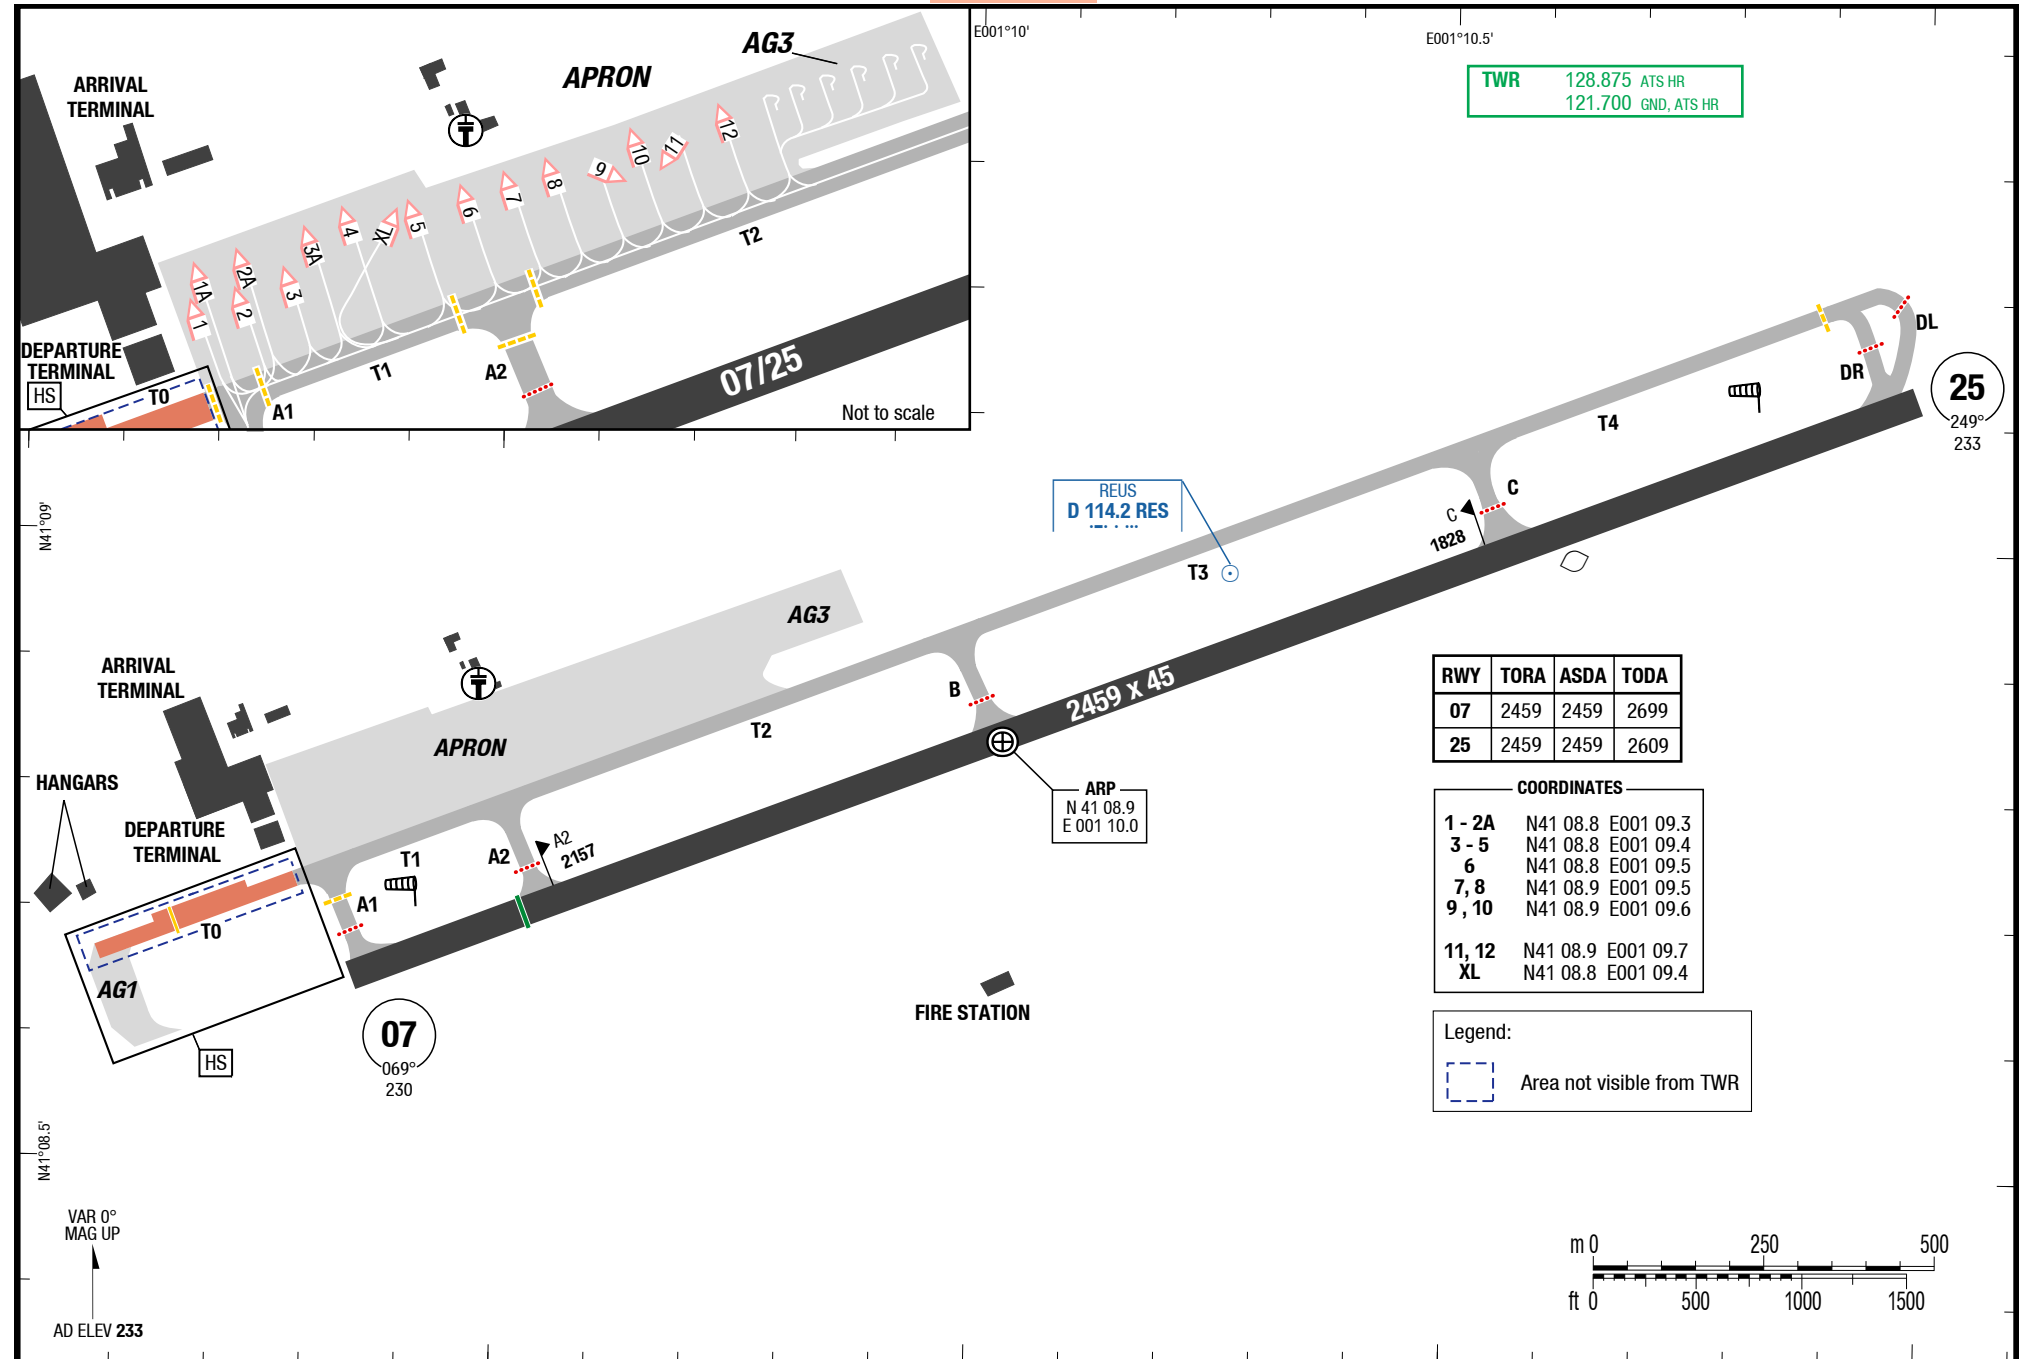 E001°10'
E001°10.5'
AG3
APRON
ARRIVAL
TERMINAL
TWR 128.875 ATS HR
121.700 GND, ATS HR
1
1A
2
2A
3
3A
4
XL
5
6
7
8
9
10
11
12
T2
DEPARTURE
TERMINAL
HS
T0
A1
T1
A2
07/25
Not to scale
DL
DR
25
249°
233
T4
REUS
D 114.2 RES
C
C
1828
T3
N41°09'
AG3
ARRIVAL
TERMINAL
B
2459 x 45
T2
APRON
HANGARS
ARP
N 41 08.9
E 001 10.0
DEPARTURE
TERMINAL
T1
A2
A2
2157
A1
T0
AG1
HS
07
069°
230
FIRE STATION
RWY TORA ASDA TODA
07 2459 2459 2699
25 2459 2459 2609
COORDINATES
1 - 2A N41 08.8 E001 09.3
3 - 5 N41 08.8 E001 09.4
6 N41 08.8 E001 09.5
7, 8 N41 08.9 E001 09.5
9 , 10 N41 08.9 E001 09.6
11, 12 N41 08.9 E001 09.7
XL N41 08.8 E001 09.4
Legend:
Area not visible from TWR
N41°08.5'
VAR 0°
MAG UP
AD ELEV 233
m 0 250 500
ft 0 500 1000 1500